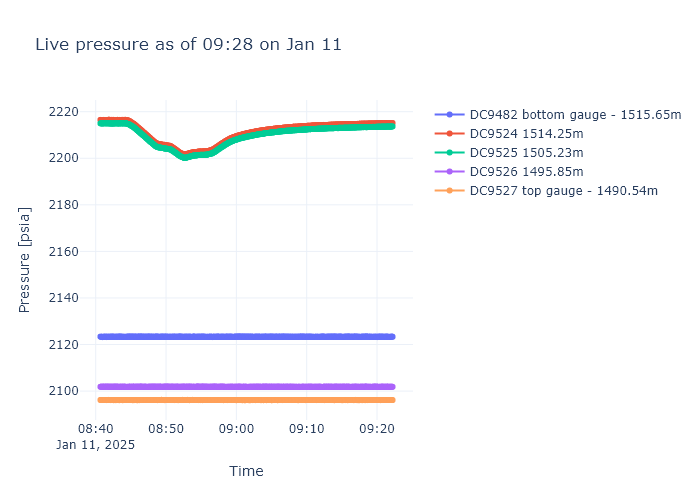 Live pressure as of 09:28 on Jan 11
DC9482 bottom gauge - 1515.65m
DC9524 1514.25m
DC9525 1505.23m
DC9526 1495.85m
DC9527 top gauge - 1490.54m
Pressure [psia]
2220
2200
2180
2160
2140
2120
2100
08:40 08:50 09:00 09:10 09:20
Jan 11, 2025
Time